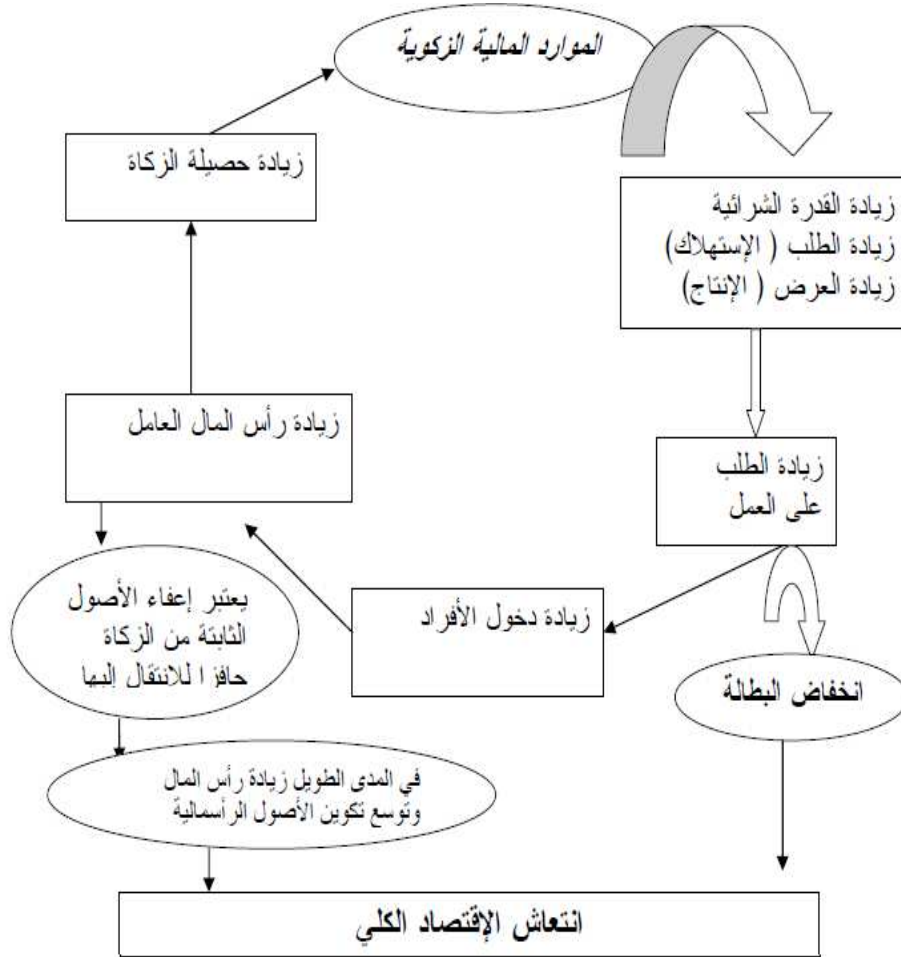 الموارد المالية الزكوية
زيادة حصيلة الزكاة
زيادة القدرة الشرائية
زيادة الطلب ( الإستهلاك)
زيادة العرض ( الإنتاج)
زيادة رأس المال العامل
زيادة الطلب
على العمل
يعتبر إعفاء الأصول
الثابتة من الزكاة
حافزا للانتقال إليها
زيادة دخول الأفراد
انخفاض البطالة
في المدى الطويل زيادة رأس المال
وتوسع تكوين الأصول الرأسمالية
انتعاش الإقتصاد الكلي